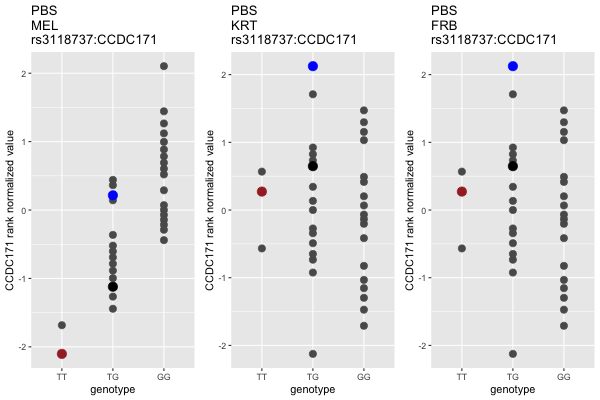 PBS
MEL
rs3118737:CCDC171
CCDC171 rank normalized value
2
1
0
-1
-2
TT TG GG
genotype
PBS
KRT
rs3118737:CCDC171
CCDC171 rank normalized value
2
1
0
-1
-2
TT TG GG
genotype
PBS
FRB
rs3118737:CCDC171
CCDC171 rank normalized value
2
1
0
-1
-2
TT TG GG
genotype